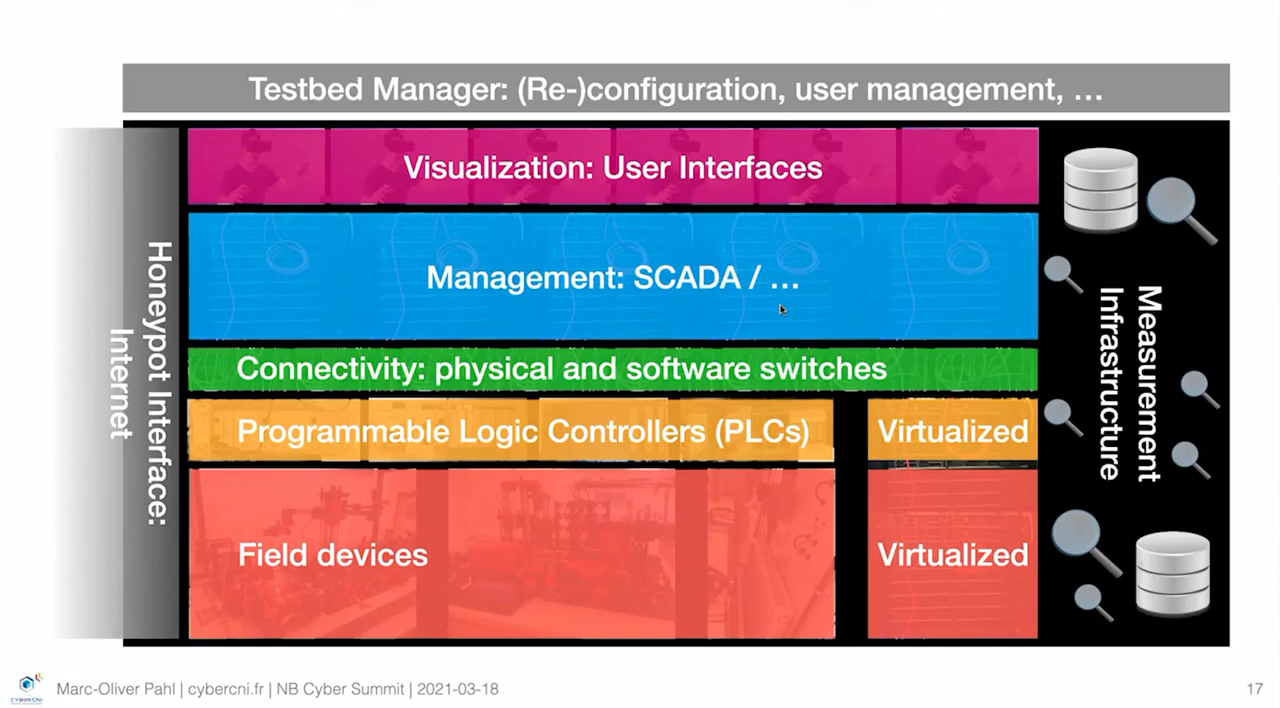 Testbed Manager: (Re-)configuration, user management, …
Honeypot Interface:
Internet
Visualization: User Interfaces
Management: SCADA / …
Connectivity: physical and software switches
Programmable Logic Controllers (PLCs)
Virtualized
Field devices
Virtualized
Measurement
Infrastructure
CYBERCNI
Marc-Oliver Pahl | cybercni.fr | NB Cyber Summit | 2021-03-18
17